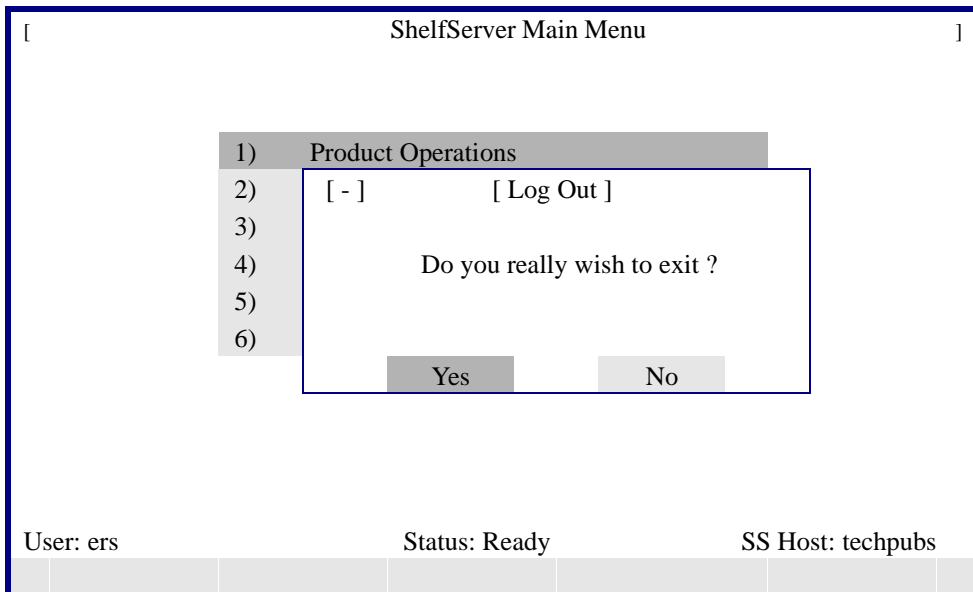 [ ShelfServer Main Menu ]
1) Product Operations
2)
[ - ] [ Log Out ]
3)
4)
Do you really wish to exit ?
5)
6)
Yes No
User: ers Status: Ready SS Host: techpubs